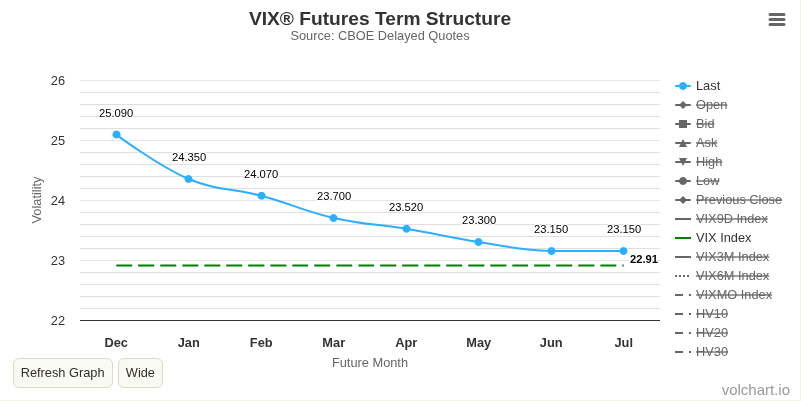 VIX® Futures Term Structure
Source: CBOE Delayed Quotes
Volatility
26
25
24
23
22
25.090
24.350
24.070
23.700
23.520
23.300
23.150
23.150
22.91
Dec Jan Feb Mar Apr May Jun Jul
Future Month
Last
Open
Bid
Ask
High
Low
Previous Close
VIX9D Index
VIX Index
VIX3M Index
VIX6M Index
VIXMO Index
HV10
HV20
HV30
Refresh Graph Wide
volchart.io